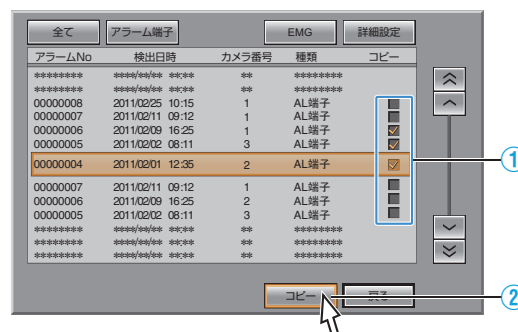 全て アラーム端子 EMG 詳細設定
アラームNo 検出日時 カメラ番号 種類 コピー
******** ****/**/** **:** ** ********
******** ****/**/** **:** ** ********
00000008 2011/02/25 10:15 1 AL端子
00000007 2011/02/11 09:12 1 AL端子
00000006 2011/02/09 16:25 1 AL端子
00000005 2011/02/02 08:11 3 AL端子
00000004 2011/02/01 12:35 2 AL端子
①
00000007 2011/02/11 09:12 1 AL端子
00000006 2011/02/09 16:25 2 AL端子
00000005 2011/02/02 08:11 3 AL端子
******** ****/**/** **:** ** ********
******** ****/**/** **:** ** ********
******** ****/**/** **:** ** ********
コピー 戻る ②